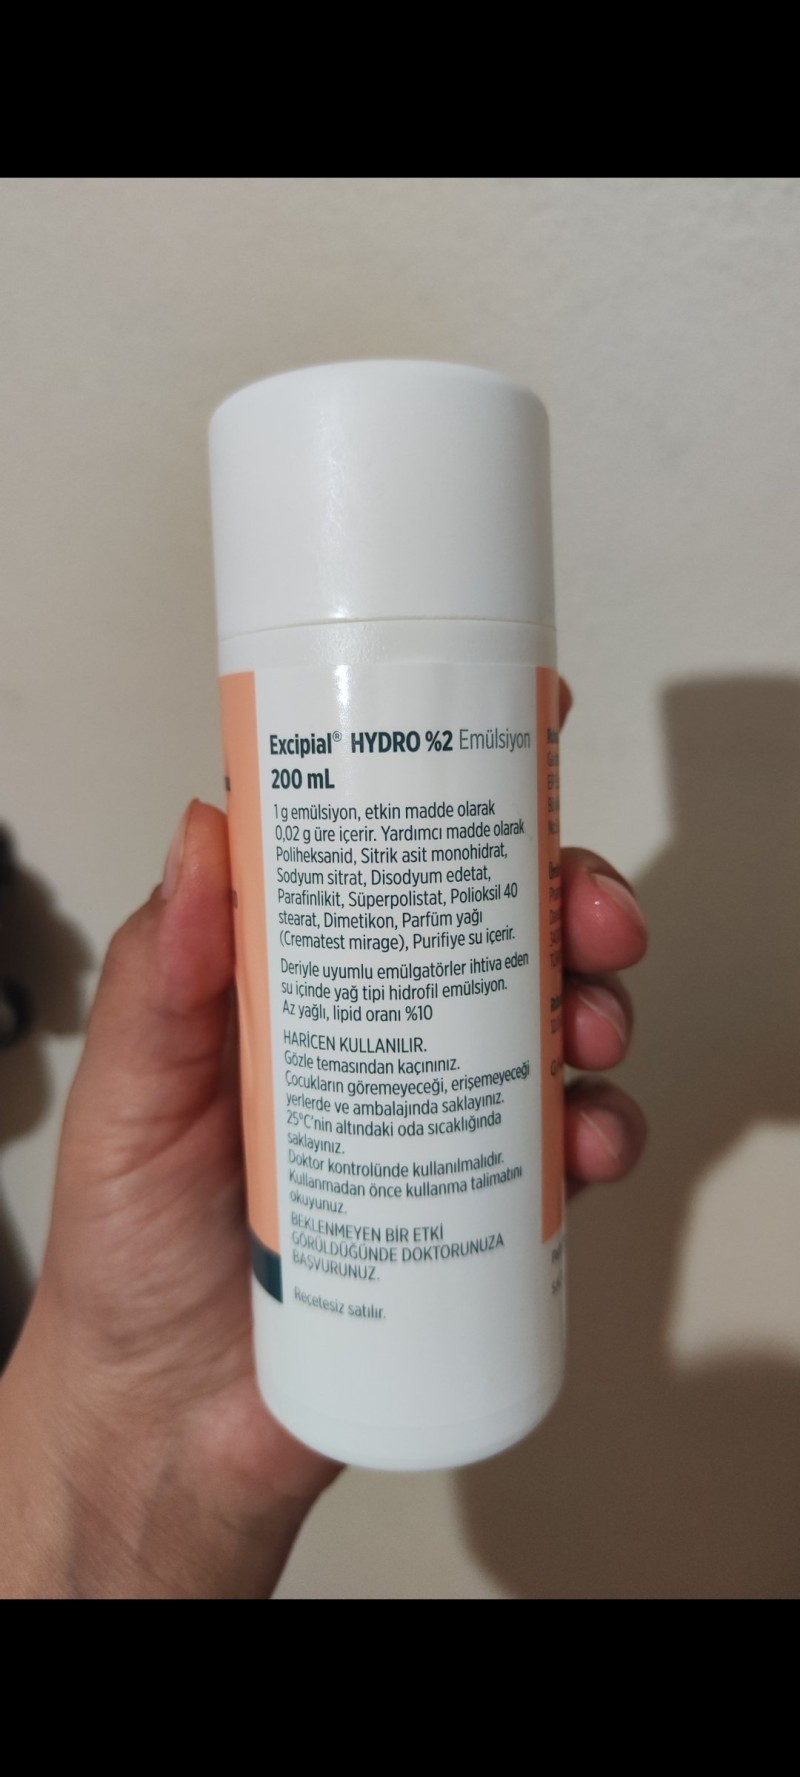 Excipial® HYDRO %2 Emülsiyon
200 mL
1 g emülsiyon, etkin madde olarak
0,02 g üre içerir. Yardımcı madde olarak
Poliheksanid, Sitrik asit monohidrat,
Sodyum sitrat, Disodyum edetat,
Parafinlikit, Süperpolistat, Polioksil 40
stearat, Dimetikon, Parfüm yağı
(Crematest mirage), Purifiye su içerir.
Deriyle uyumlu emülgatörler ihtiva eden
su içinde yağ tipi hidrofil emülsiyon.
Az yağlı, lipid oranı %10
HARİCEN KULLANILIR.
Gözle temasından kaçınınız.
Çocukların göremeyeceği, erişemeyeceği
yerlerde ve ambalajında saklayınız.
25°C'nin altındaki oda sıcaklığında
saklayınız.
Doktor kontrolünde kullanılmalıdır.
Kullanmadan önce kullanma talimatını
okuyunuz.
BEKLENMEYEN BİR ETKİ
GÖRÜLDÜĞÜNDE DOKTORUNUZA
BAŞVURUNUZ.
Reçetesiz satılır.